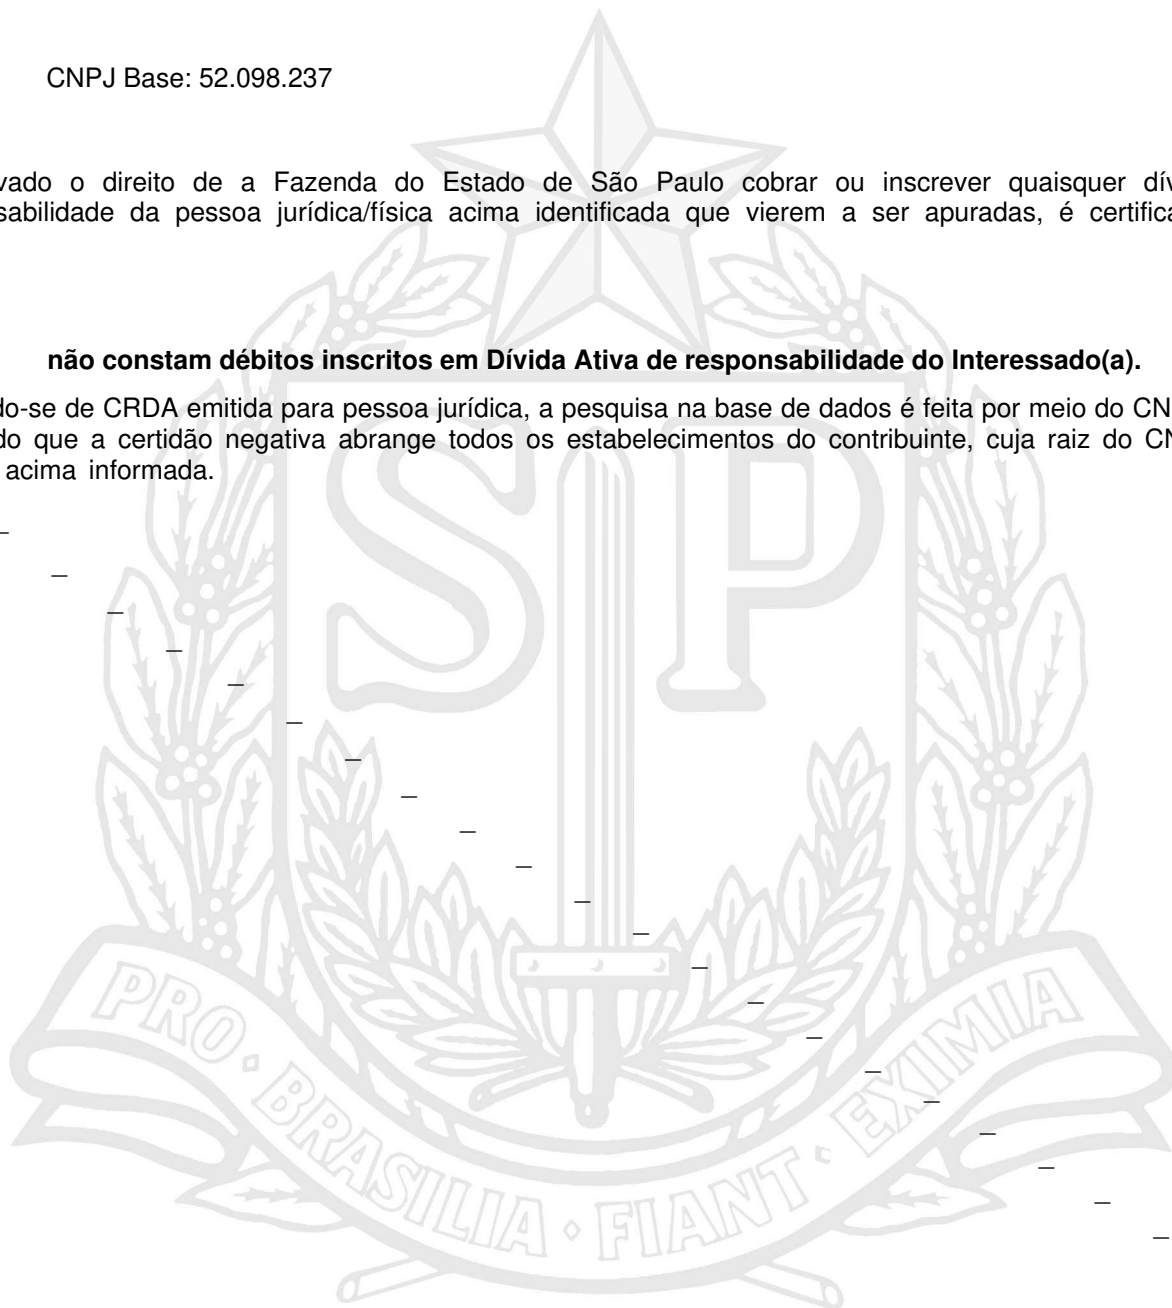 CNPJ Base: 52.098.237
vado o direito de a Fazenda do Estado de São Paulo cobrar ou inscrever quaisquer dív
sabilidade da pessoa jurídica/física acima identificada que vierem a ser apuradas, é certifica
não constam débitos inscritos em Dívida Ativa de responsabilidade do Interessado(a).
do-se de CRDA emitida para pessoa jurídica, a pesquisa na base de dados é feita por meio do CN
do que a certidão negativa abrange todos os estabelecimentos do contribuinte, cuja raiz do CN
acima informada.
SP
PRO • BRASILIA • FIANT • EXIMIA